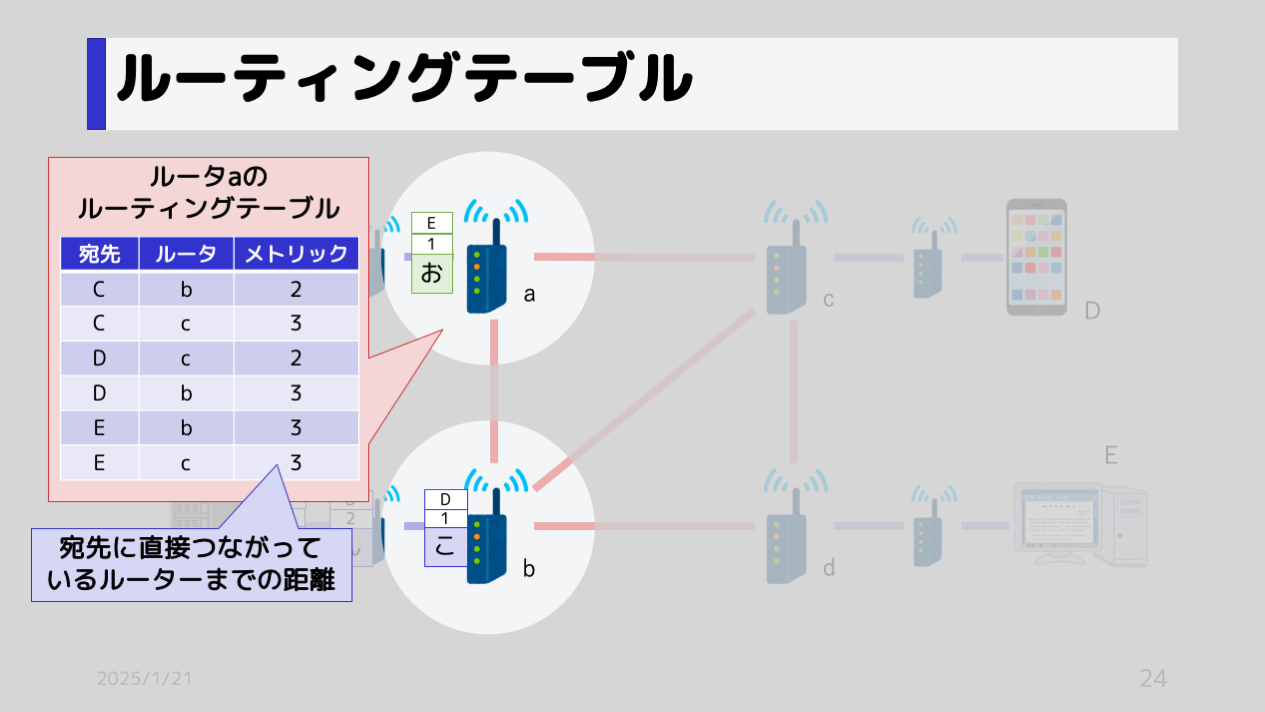 ルーティングテーブル
ルータaの
ルーティングテーブル
宛先 ルータ メトリック
C b 2
C c 3
D c 2
D b 3
E b 3
E c 3
宛先に直接つながって
いるルーターまでの距離
E
1
お
a
c
D
D
1
こ
b
2
d
E
2025/1/21
24